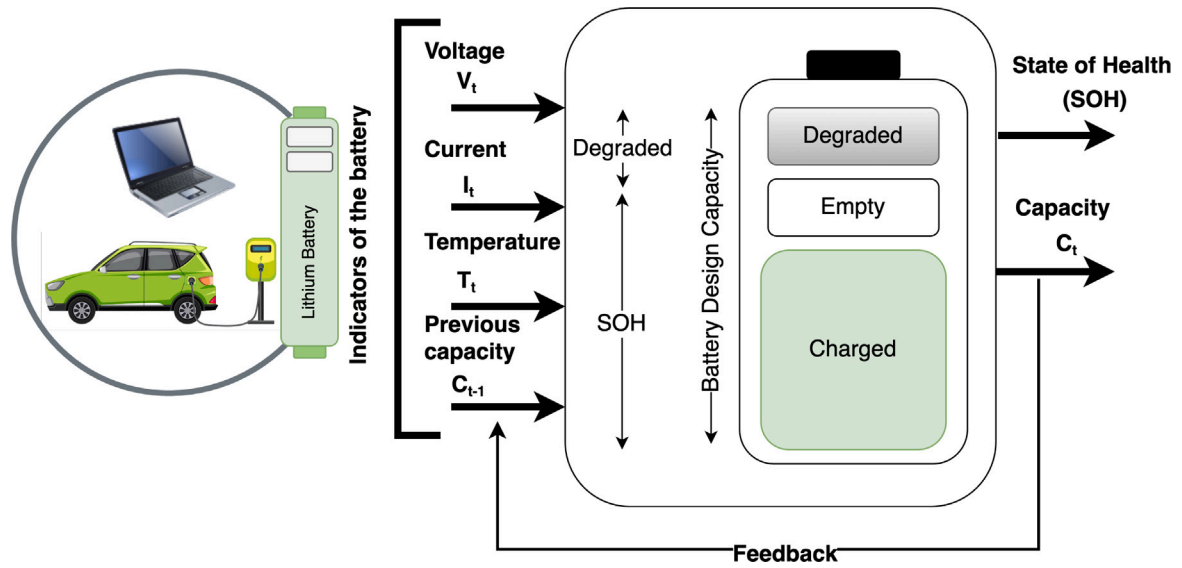 Lithium Battery
Indicators of the battery
Voltage
Vt
Current
It
Temperature
Tt
Previous
capacity
Ct-1
Degraded
SOH
Battery Design Capacity
Degraded
Empty
Charged
State of Health
(SOH)
Capacity
Ct
Feedback